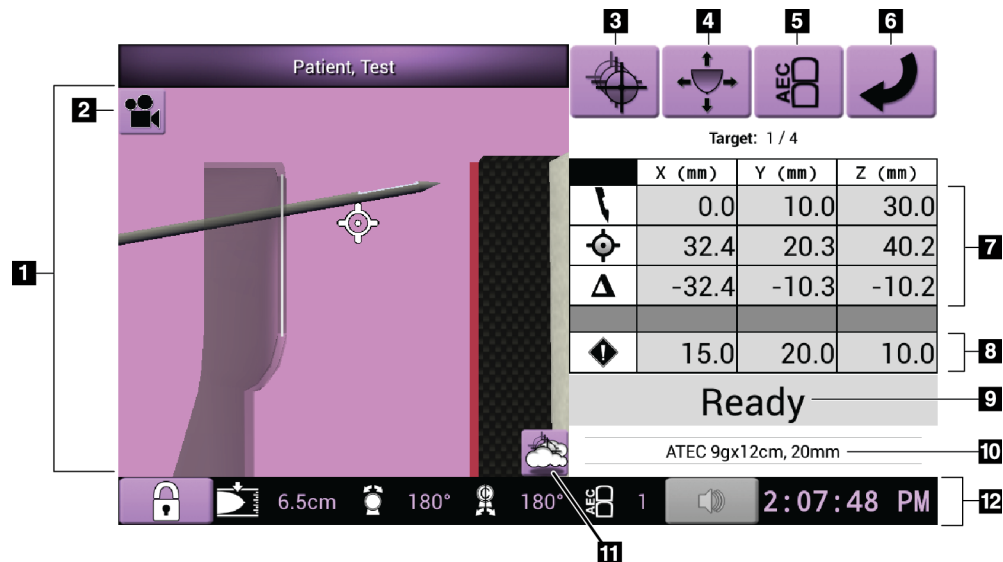 3 4 5 6
Patient, Test
AEC
1
2
Target: 1 / 4
X (mm) Y (mm) Z (mm)
0.0 10.0 30.0
32.4 20.3 40.2
Δ -32.4 -10.3 -10.2
7
15.0 20.0 10.0
8
Ready
9
ATEC 9gx12cm, 20mm
10
6.5cm 180° 180° AEC 1 2:07:48 PM
12
11